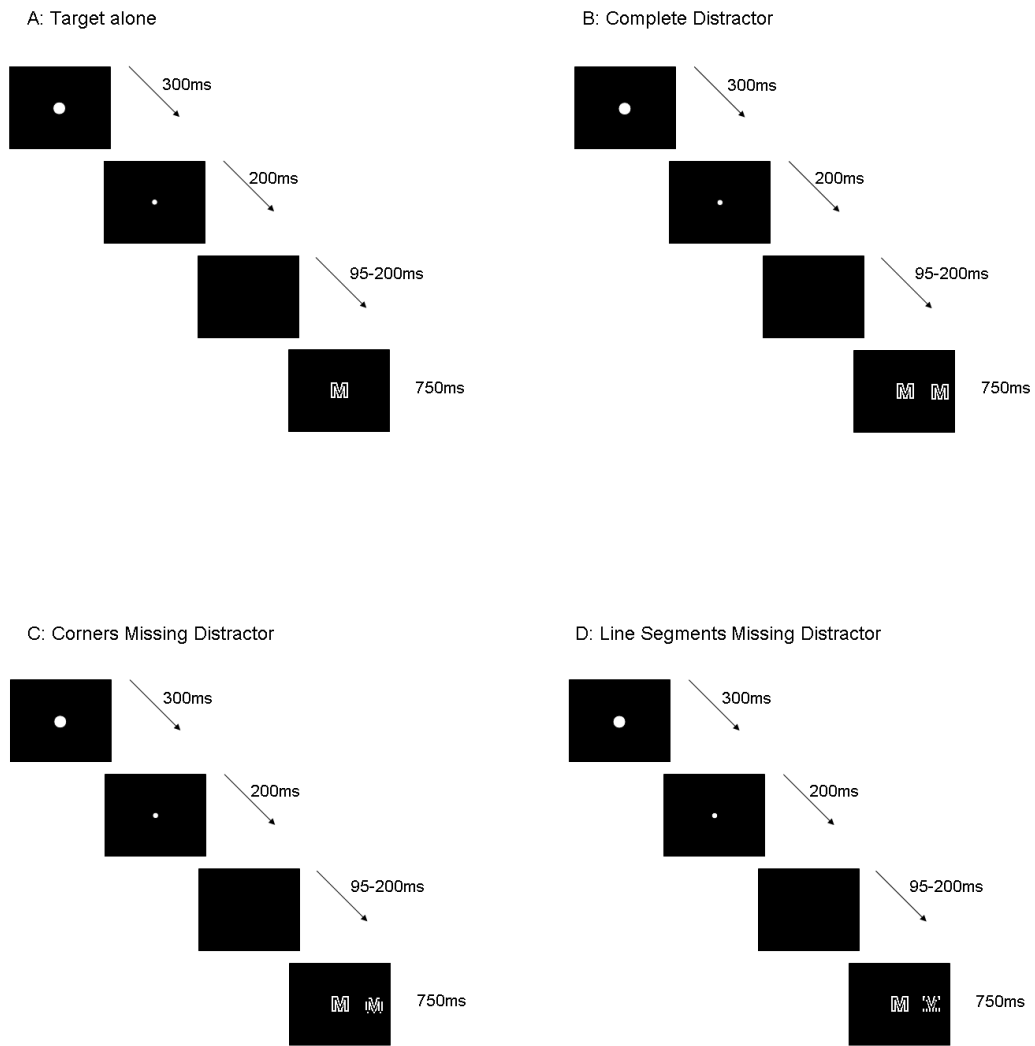 A: Target alone
300ms
200ms
95-200ms
M
750ms
B: Complete Distractor
300ms
200ms
95-200ms
M M
750ms
C: Corners Missing Distractor
300ms
200ms
95-200ms
M M
750ms
D: Line Segments Missing Distractor
300ms
200ms
95-200ms
M M
750ms